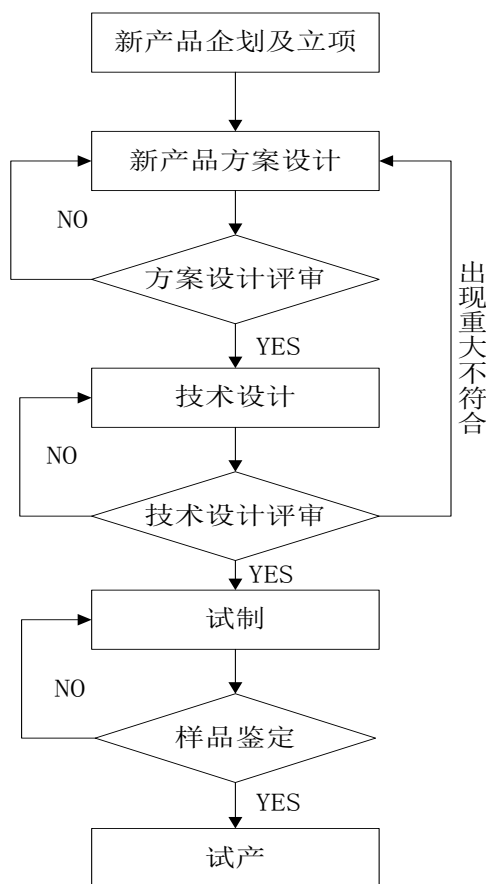 新产品企划及立项
新产品方案设计
NO
方案设计评审
出现重大不符合
YES
技术设计
NO
技术设计评审
YES
试制
NO
样品鉴定
YES
试产